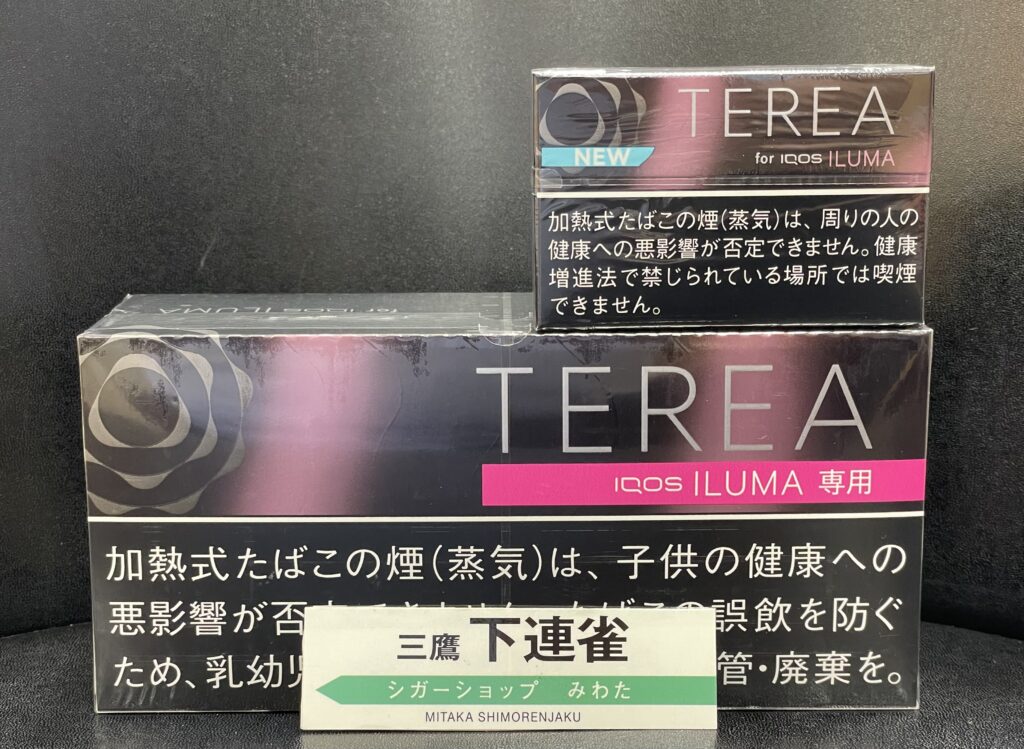 TEREA
NEW
for IQOS ILUMA
加熱式たばこの煙(蒸気)は、周りの人の
健康への悪影響が否定できません。健康
増進法で禁じられている場所では喫煙
できません。
for IQOS ILUMA
TEREA
IQOS ILUMA 専用
加熱式たばこの煙(蒸気)は、子供の健康への
悪影響が否
誤飲を防ぐ
ため、乳幼児
管・廃棄を。
三鷹 下連雀
シガーショップ みわた
MITAKA SHIMORENJAKU